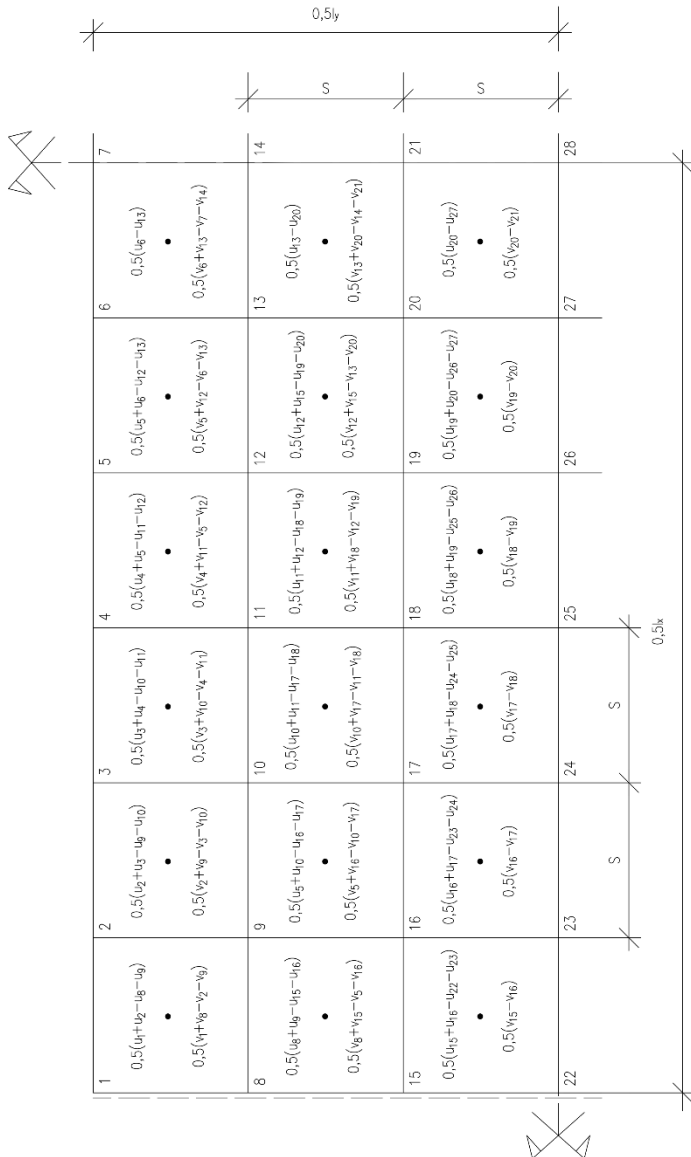 0,5ly
S
S
1
2
3
4
5
6
7
0,5(u₁+u₂−u₈−u₉)
0,5(u₂+u₃−u₉−u₁₀)
0,5(u₃+u₄−u₁₀−u₁₁)
0,5(u₄+u₅−u₁₁−u₁₂)
0,5(u₅+u₆−u₁₂−u₁₃)
0,5(u₆−u₁₃)
0,5(v₁+v₈−v₂−v₉)
0,5(v₂+v₉−v₃−v₁₀)
0,5(v₃+v₁₀−v₄−v₁₁)
0,5(v₄+v₁₁−v₅−v₁₂)
0,5(v₅+v₁₂−v₆−v₁₃)
0,5(v₆+v₁₃−v₇−v₁₄)
8
9
10
11
12
13
14
0,5(u₈+u₉−u₁₅−u₁₆)
0,5(u₅+u₁₀−u₁₆−u₁₇)
0,5(u₁₀+u₁₁−u₁₇−u₁₈)
0,5(u₁₁+u₁₂−u₁₈−u₁₉)
0,5(u₁₂+u₁₅−u₁₉−u₂₀)
0,5(u₁₃−u₂₀)
0,5(v₈+v₁₅−v₅−v₁₆)
0,5(v₅+v₁₆−v₁₀−v₁₇)
0,5(v₁₀+v₁₇−v₁₁−v₁₈)
0,5(v₁₁+v₁₈−v₁₂−v₁₉)
0,5(v₁₂+v₁₅−v₁₃−v₂₀)
0,5(v₁₃+v₂₀−v₁₄−v₂₁)
15
16
17
18
19
20
21
0,5(u₁₅+u₁₆−u₂₂−u₂₃)
0,5(u₁₆+u₁₇−u₂₃−u₂₄)
0,5(u₁₇+u₁₈−u₂₄−u₂₅)
0,5(u₁₈+u₁₉−u₂₅−u₂₆)
0,5(u₁₉+u₂₀−u₂₆−u₂₇)
0,5(u₂₀−u₂₇)
0,5(v₁₅−v₁₆)
0,5(v₁₆−v₁₇)
0,5(v₁₇−v₁₈)
0,5(v₁₈−v₁₉)
0,5(v₁₉−v₂₀)
0,5(v₂₀−v₂₁)
22
23
24
25
26
27
28
S
S
0,5lx